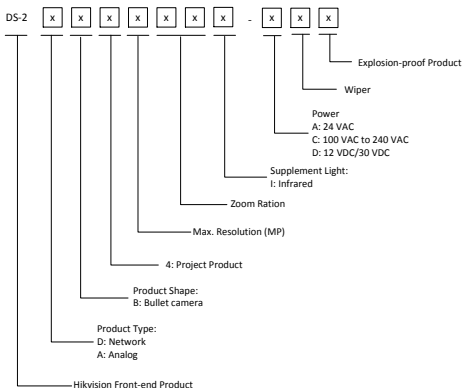 DS-2 x x x x x x x - x x x
Explosion-proof Product
Wiper
Power
A: 24 VAC
C: 100 VAC to 240 VAC
D: 12 VDC/30 VDC
Supplement Light:
I: Infrared
Zoom Ration
Max. Resolution (MP)
4: Project Product
Product Shape:
B: Bullet camera
Product Type:
D: Network
A: Analog
Hikvision Front-end Product